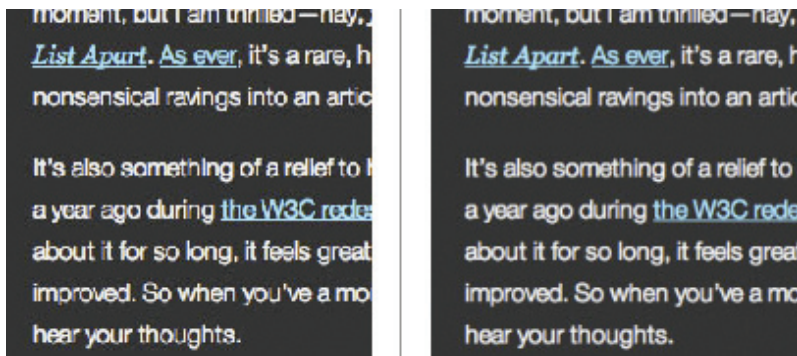 moment, but I am thrilled—nay,
List Apart. As ever, it's a rare, h
nonsensical ravings into an artic
It's also something of a relief to h
a year ago during the W3C redes
about it for so long, it feels great
improved. So when you've a mo
hear your thoughts.
moment, but I am thrilled—nay,
List Apart. As ever, it's a rare, h
nonsensical ravings into an artic
It's also something of a relief to
a year ago during the W3C rede
about it for so long, it feels great
improved. So when you've a mo
hear your thoughts.